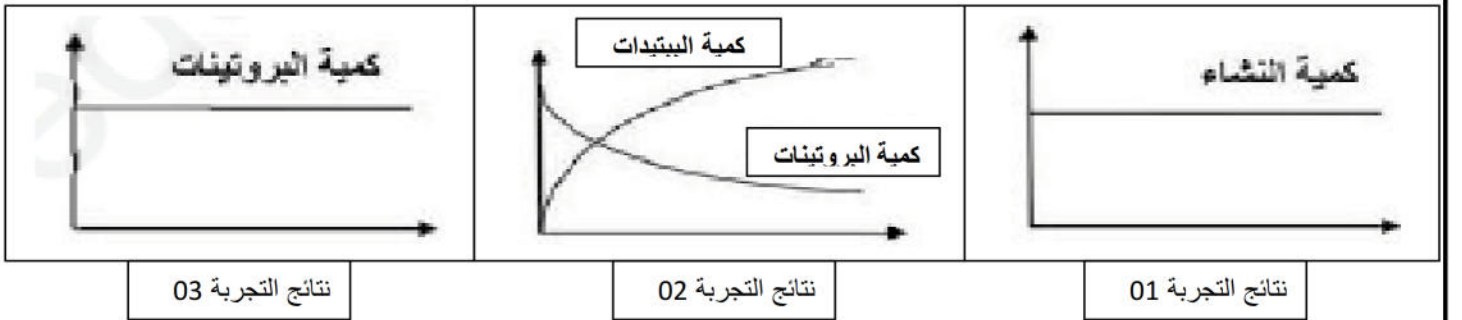 كمية النشاء
كمية الببتيدات
كمية البروتينات
كمية البروتينات
نتائج التجربة 01
نتائج التجربة 02
نتائج التجربة 03